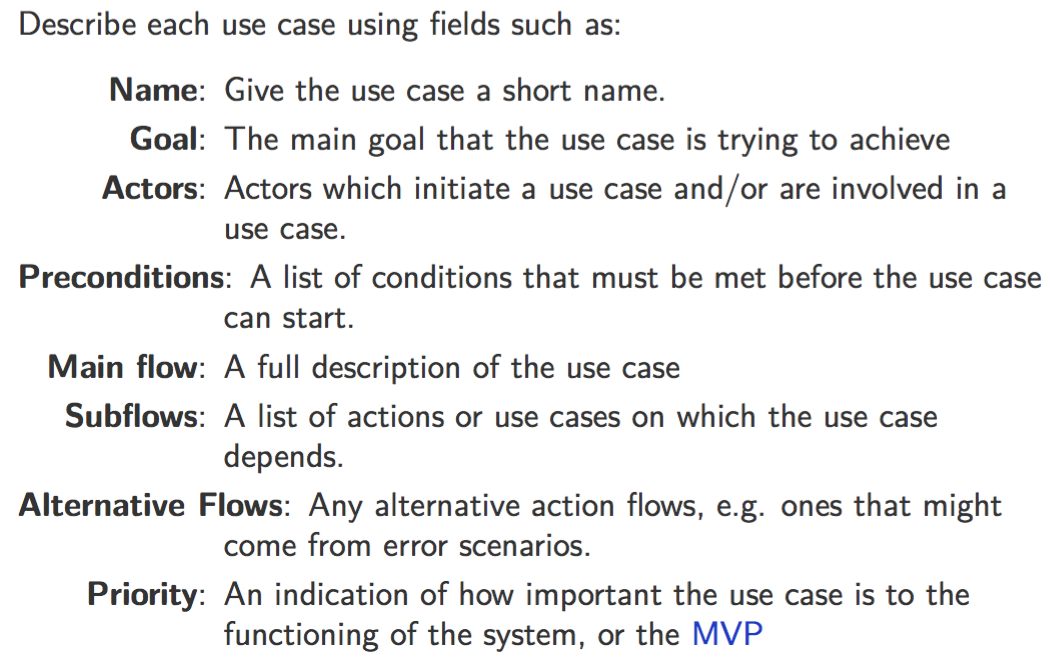 Describe each use case using fields such as:
Name: Give the use case a short name.
Goal: The main goal that the use case is trying to achieve
Actors: Actors which initiate a use case and/or are involved in a
use case.
Preconditions: A list of conditions that must be met before the use case
can start.
Main flow: A full description of the use case
Subflows: A list of actions or use cases on which the use case
depends.
Alternative Flows: Any alternative action flows, e.g. ones that might
come from error scenarios.
Priority: An indication of how important the use case is to the
functioning of the system, or the MVP